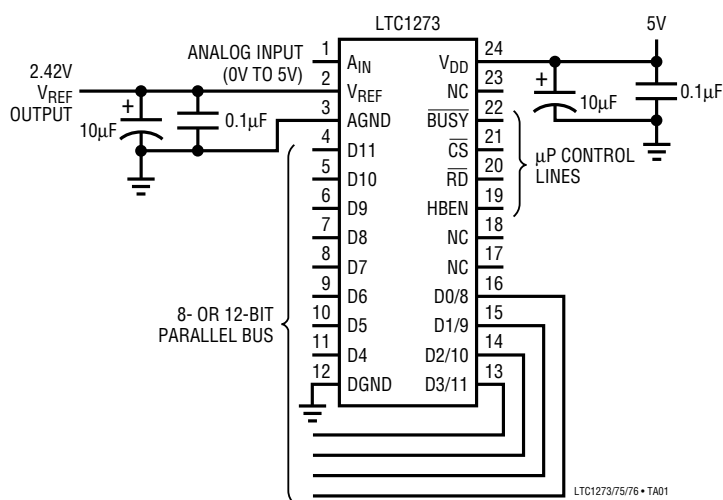 LTC1273
ANALOG INPUT
(0V TO 5V)
2.42V
VREF
OUTPUT
+
10µF
0.1µF
1
AIN
2
VREF
3
AGND
4
D11
5
D10
6
D9
7
D8
8
D7
9
D6
10
D5
11
D4
12
DGND
8- OR 12-BIT
PARALLEL BUS
24
VDD
23
NC
22
BUSY
21
CS
20
RD
19
HBEN
18
NC
17
NC
16
D0/8
15
D1/9
14
D2/10
13
D3/11
5V
+
10µF
0.1µF
µP CONTROL
LINES
LTC1273/75/76 • TA01